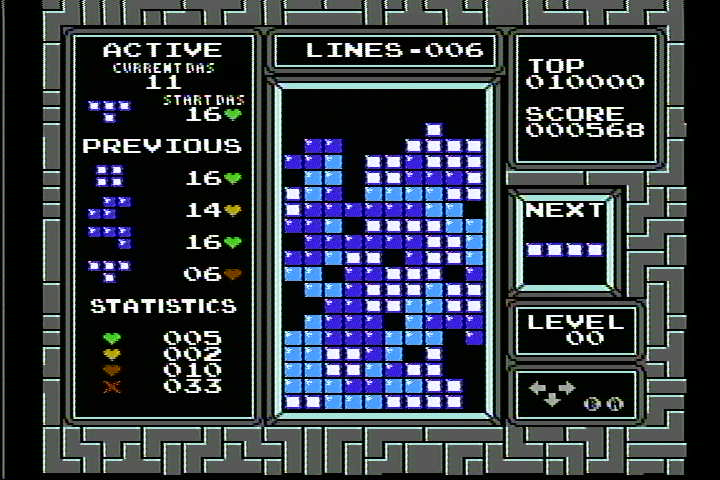 ACTIVE
CURRENT DAS
11
START DAS
16
PREVIOUS
16
14
16
06
STATISTICS
005
002
010
033
LINES-006
TOP
010000
SCORE
000568
NEXT
LEVEL
00
B A